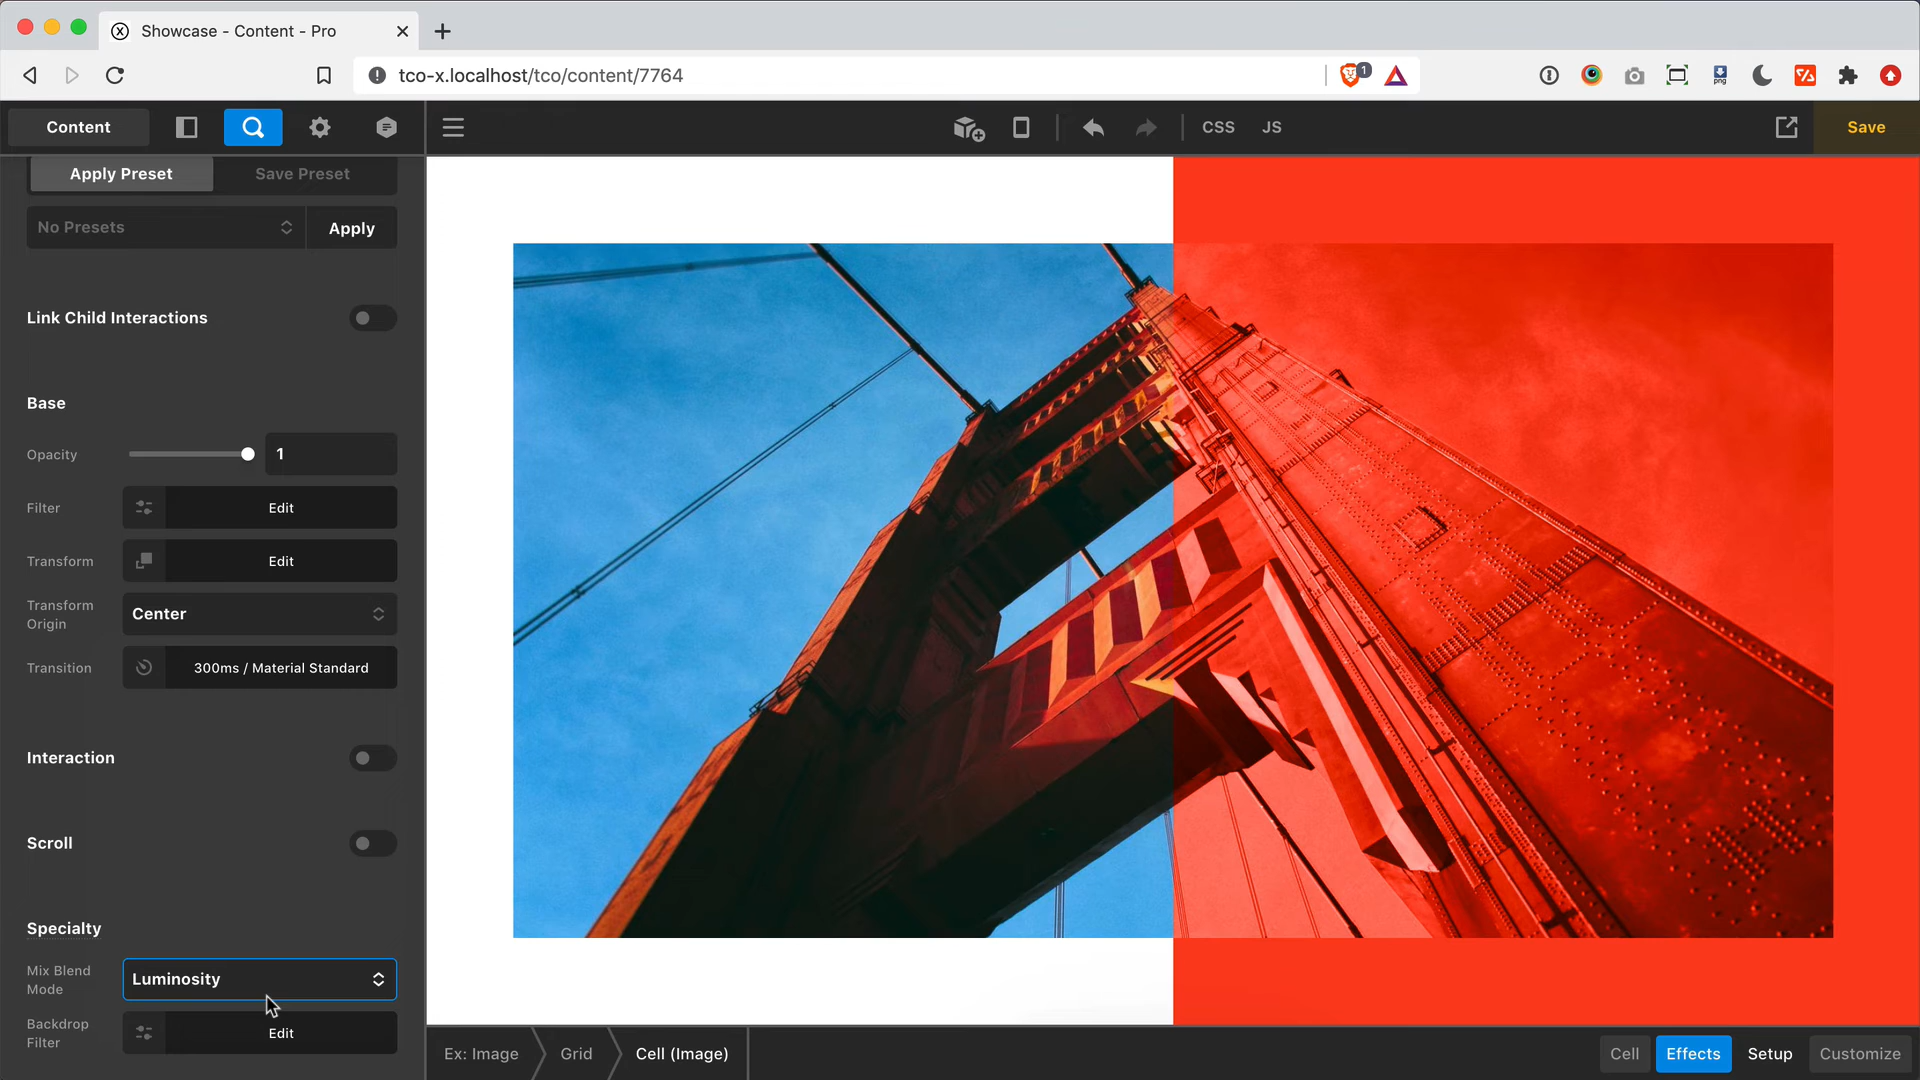 Showcase - Content - Pro
tco-x.localhost/tco/content/7764
1
png
Content
CSS
JS
Save
Apply Preset
Save Preset
No Presets
Apply
Link Child Interactions
Base
Opacity
1
Filter
Edit
Transform
Edit
Transform
Origin
Center
Transition
300ms / Material Standard
Interaction
Scroll
Specialty
Mix Blend
Mode
Luminosity
Backdrop
Filter
Edit
Ex: Image
Grid
Cell (Image)
Cell
Effects
Setup
Customize